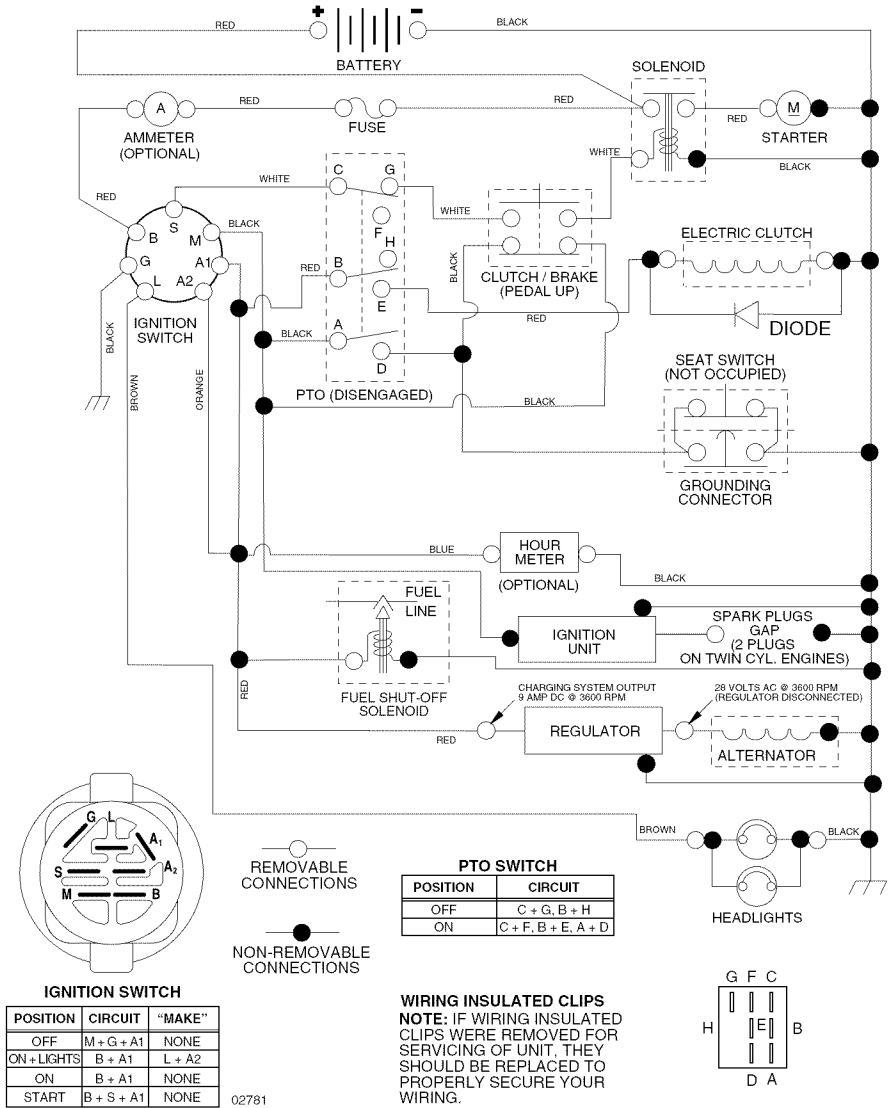 + -
RED
BLACK
BATTERY
SOLENOID
A
RED
RED
M
RED
AMMETER
(OPTIONAL)
FUSE
STARTER
WHITE
BLACK
RED
WHITE
C G
S
B M
BLACK
F
WHITE
H
ELECTRIC CLUTCH
G A1
L A2
RED
B
E
BLACK
CLUTCH / BRAKE
(PEDAL UP)
RED
DIODE
IGNITION
SWITCH
BLACK
BLACK
A
D
SEAT SWITCH
(NOT OCCUPIED)
BROWN
ORANGE
PTO (DISENGAGED)
BLACK
GROUNDING
CONNECTOR
BLUE
HOUR
METER
(OPTIONAL)
BLACK
FUEL
LINE
IGNITION
UNIT
SPARK PLUGS
GAP
(2 PLUGS
ON TWIN CYL. ENGINES)
RED
FUEL SHUT-OFF
SOLENOID
CHARGING SYSTEM OUTPUT
9 AMP DC @ 3600 RPM
28 VOLTS AC @ 3600 RPM
(REGULATOR DISCONNECTED)
RED
REGULATOR
ALTERNATOR
G L
A1
S A2
M B
REMOVABLE
CONNECTIONS
NON-REMOVABLE
CONNECTIONS
BROWN
BLACK
HEADLIGHTS
PTO SWITCH
POSITION CIRCUIT
OFF C + G, B + H
ON C + F, B + E, A + D
IGNITION SWITCH
POSITION CIRCUIT "MAKE"
OFF M + G + A1 NONE
ON + LIGHTS B + A1 L + A2
ON B + A1 NONE
START B + S + A1 NONE
02781
WIRING INSULATED CLIPS
NOTE: IF WIRING INSULATED
CLIPS WERE REMOVED FOR
SERVICING OF UNIT, THEY
SHOULD BE REPLACED TO
PROPERLY SECURE YOUR
WIRING.
G F C
H E B
D A